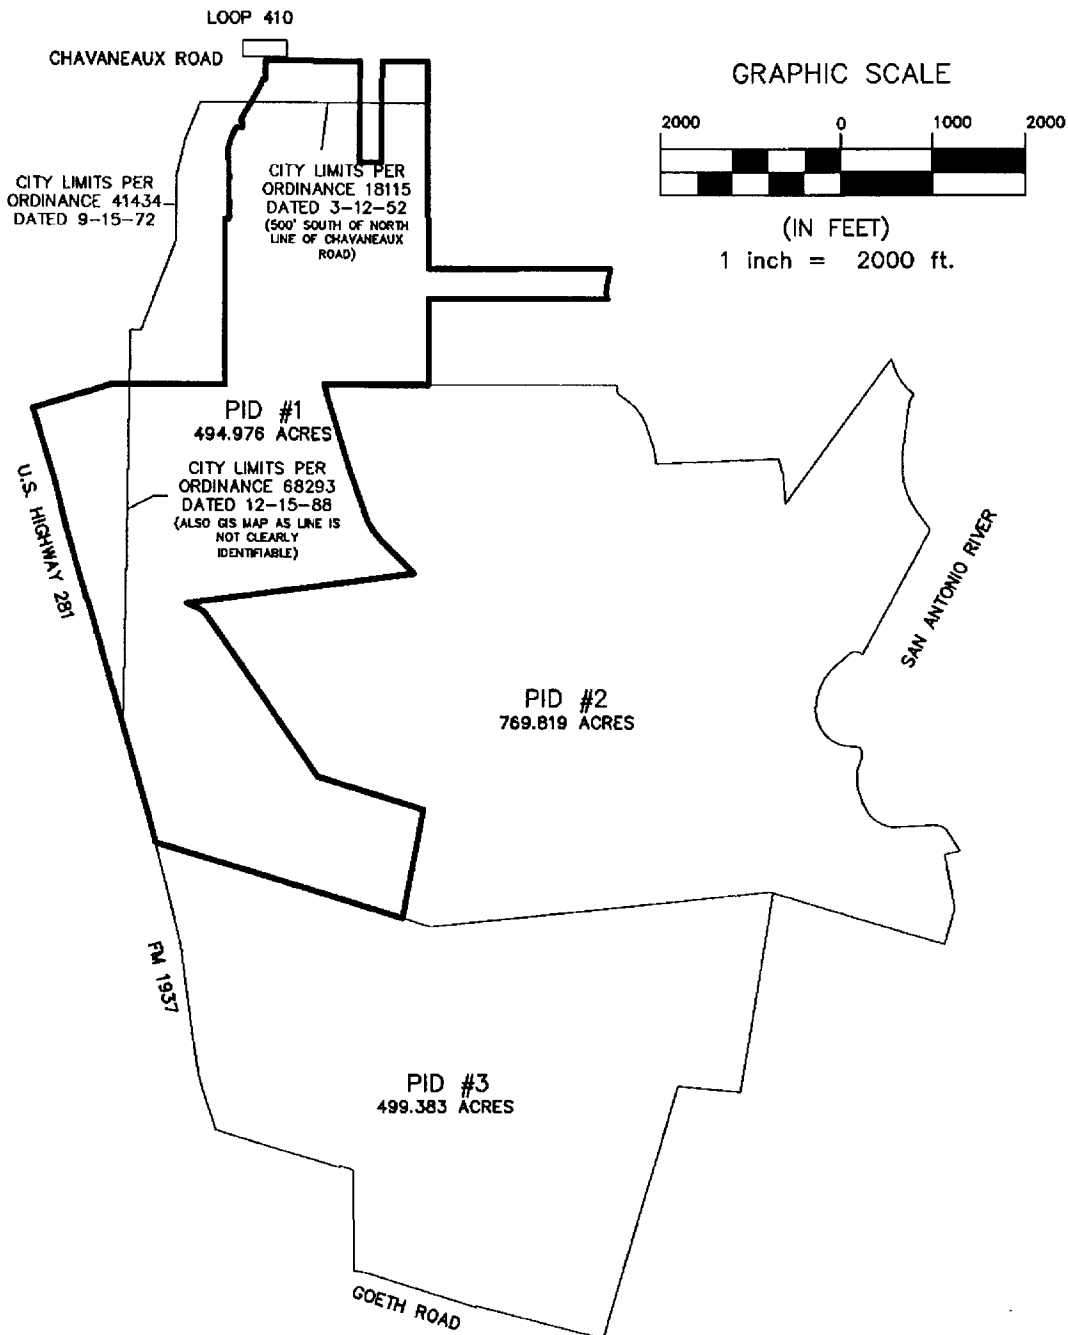 LOOP 410
CHAVANEAUX ROAD
GRAPHIC SCALE
2000 0 1000 2000
(IN FEET)
1 inch = 2000 ft.
CITY LIMITS PER
ORDINANCE 41434
DATED 9-15-72
CITY LIMITS PER
ORDINANCE 18115
DATED 3-12-52
(500' SOUTH OF NORTH
LINE OF CHAVANEAUX
ROAD)
PID #1
494.976 ACRES
CITY LIMITS PER
ORDINANCE 68293
DATED 12-15-88
(ALSO GIS MAP AS LINE IS
NOT CLEARLY
IDENTIFIABLE)
U.S. HIGHWAY 281
SAN ANTONIO RIVER
PID #2
769.819 ACRES
FM 1937
PID #3
499.383 ACRES
GOETH ROAD